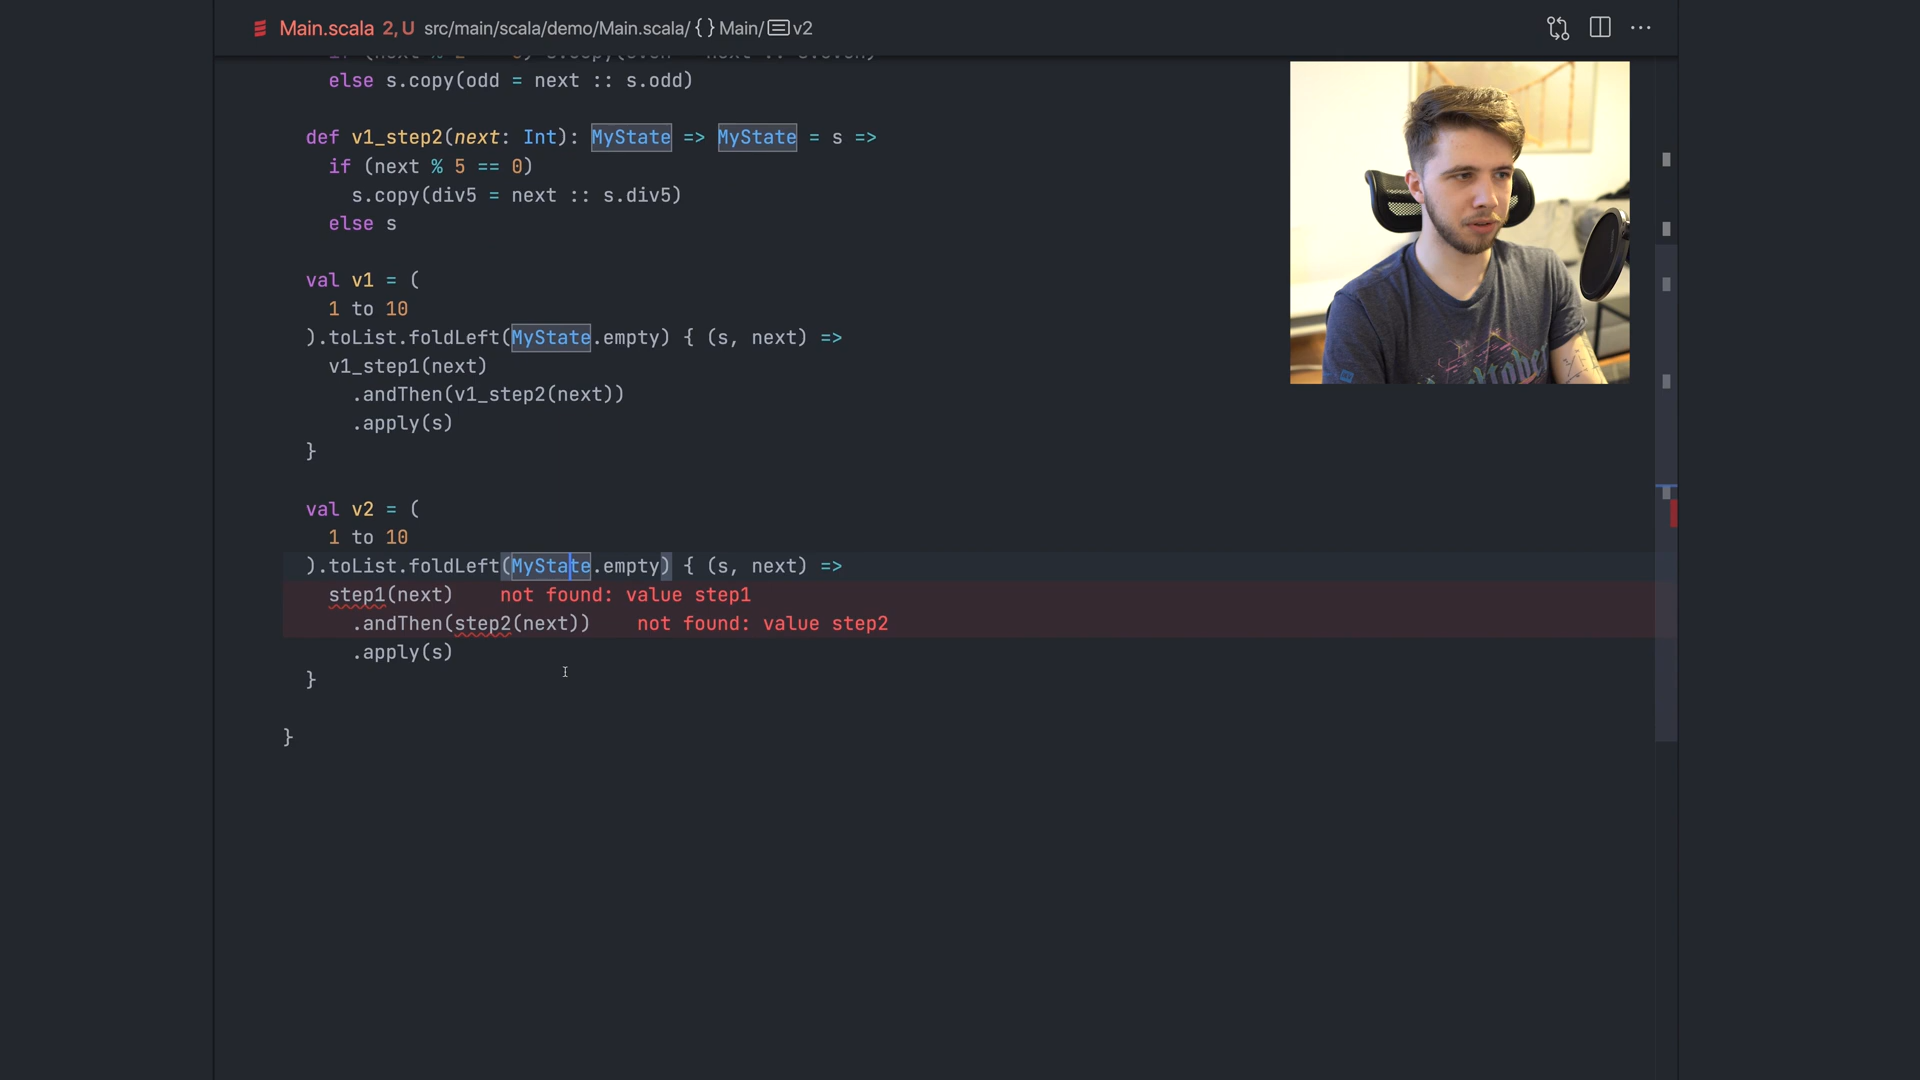 Main.scala 2, U src/main/scala/demo/Main.scala/ {} Main/ v2
else s.copy(odd = next :: s.odd)
def v1_step2(next: Int): MyState => MyState = s =>
if (next % 5 == 0)
s.copy(div5 = next :: s.div5)
else s
val v1 = (
1 to 10
).toList.foldLeft(MyState.empty) { (s, next) =>
v1_step1(next)
.andThen(v1_step2(next))
.apply(s)
}
val v2 = (
1 to 10
).toList.foldLeft(MyState.empty) { (s, next) =>
step1(next) not found: value step1
.andThen(step2(next)) not found: value step2
.apply(s)
}
}